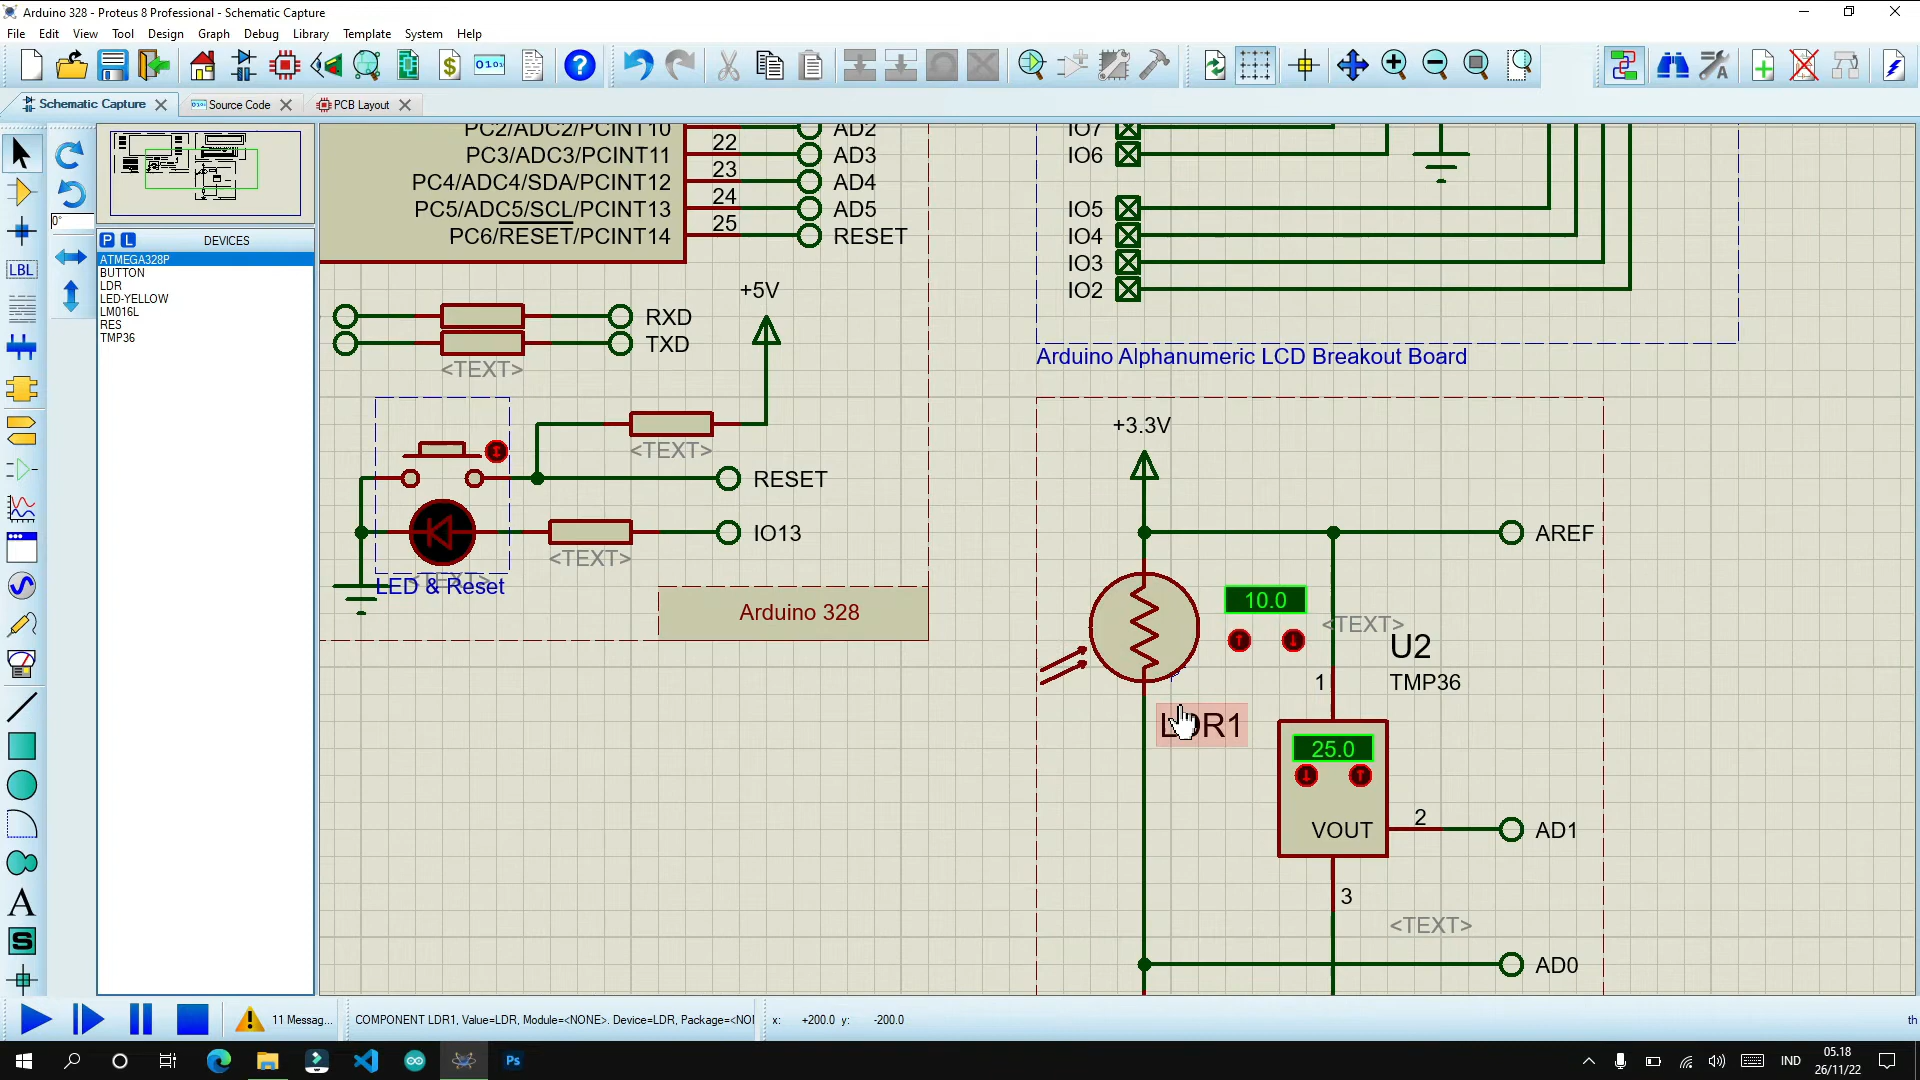 Arduino 328 - Proteus 8 Professional - Schematic Capture
File Edit View Tool Design Graph Debug Library Template System Help
Schematic Capture
Source Code
PCB Layout
0°
LBL
P L DEVICES
ATMEGA328P
BUTTON
LDR
LED-YELLOW
LM016L
RES
TMP36
PC2/ADC2/PCINT10 AD2
PC3/ADC3/PCINT11 22 AD3
PC4/ADC4/SDA/PCINT12 23 AD4
PC5/ADC5/SCL/PCINT13 24 AD5
PC6/RESET/PCINT14 25 RESET
IO7
IO6
IO5
IO4
IO3
IO2
Arduino Alphanumeric LCD Breakout Board
+5V
RXD
TXD
<TEXT>
<TEXT>
RESET
IO13
<TEXT>
<TEXT>
LED & Reset
Arduino 328
+3.3V
AREF
10.0
<TEXT>
U2
TMP36
1
LDR1
25.0
VOUT
2
AD1
3
<TEXT>
AD0
A
S
11 Messag...
COMPONENT LDR1, Value=LDR, Module=<NONE>. Device=LDR, Package=<NOI
x: +200.0 y: -200.0
th
Ps
IND
05.18
26/11/22